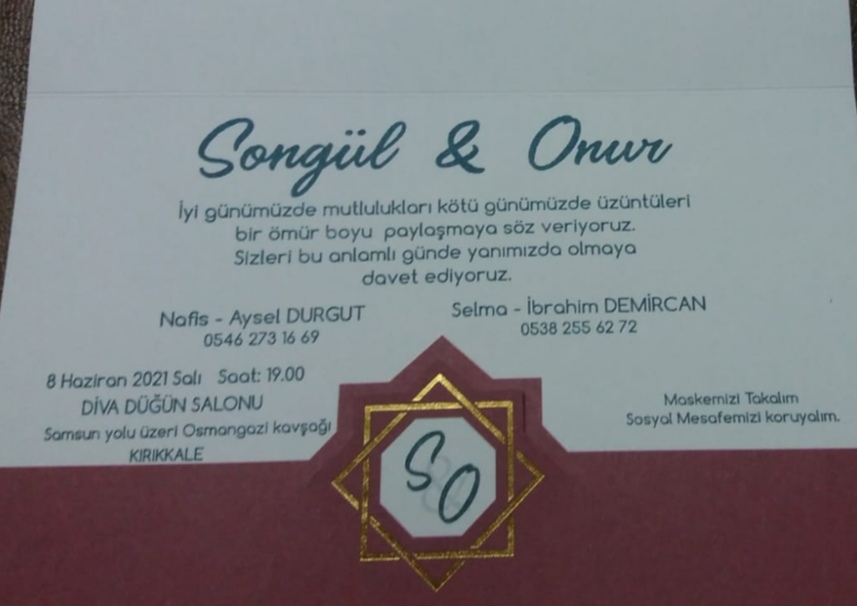 Songül & Onur
İyi günümüzde mutlulukları kötü günümüzde üzüntüleri
bir ömür boyu paylaşmaya söz veriyoruz.
Sizleri bu anlamlı günde yanımızda olmaya
davet ediyoruz.
Nafis - Aysel DURGUT
0546 273 16 69
Selma - İbrahim DEMİRCAN
0538 255 62 72
8 Haziran 2021 Salı Saat: 19.00
DİVA DÜĞÜN SALONU
Samsun yolu üzeri Osmangazi kavşağı
KIRIKKALE
Maskemizi Takalım
Sosyal Mesafemizi koruyalım.
SO